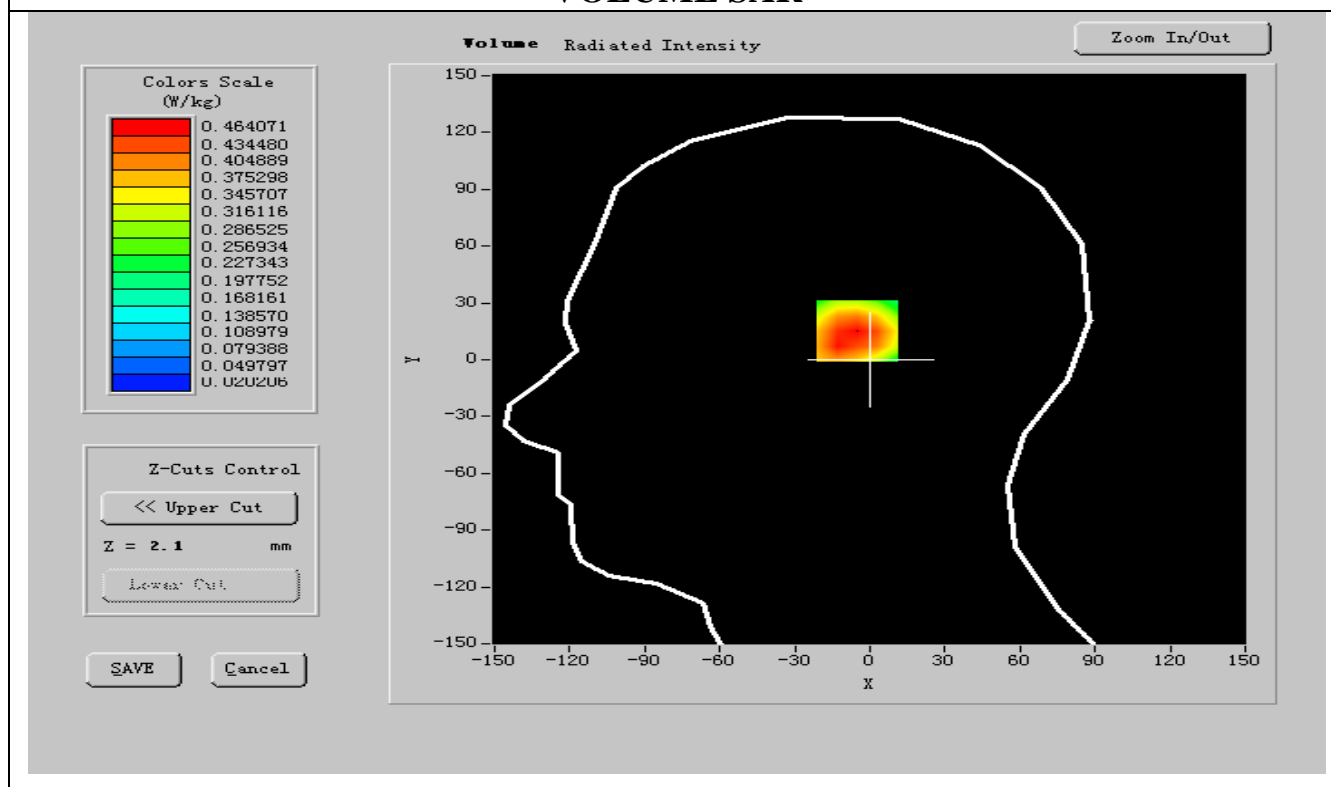 VOLUME SAR
Volume Radiated Intensity
Zoom In/Out
Colors Scale
(W/kg)
0.464071
0.434480
0.404889
0.375298
0.345707
0.316116
0.286525
0.256934
0.227343
0.197752
0.168161
0.138570
0.108979
0.079388
0.049797
0.020206
Z-Cuts Control
<< Upper Cut
Z = 2.1 mm
Lower Cut
SAVE
Cancel
150
120
90
60
30
0
-30
-60
-90
-120
-150
Y
-150 -120 -90 -60 -30 0 30 60 90 120 150
X